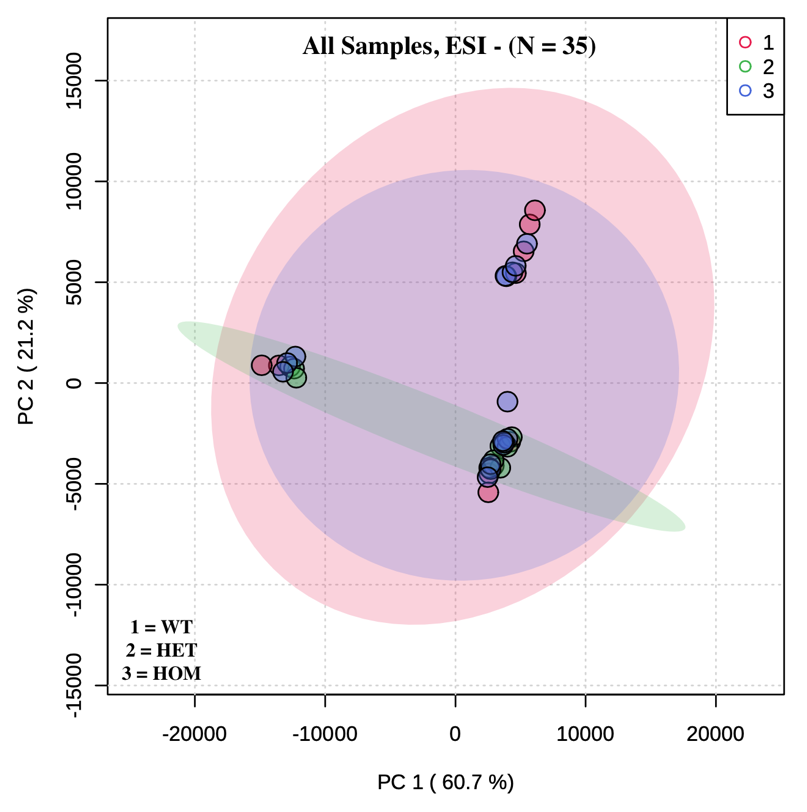 All Samples, ESI - (N = 35)
1
2
3
15000
10000
5000
0
-5000
-10000
-15000
PC 2 ( 21.2 %)
1 = WT
2 = HET
3 = HOM
-20000 -10000 0 10000 20000
PC 1 ( 60.7 %)